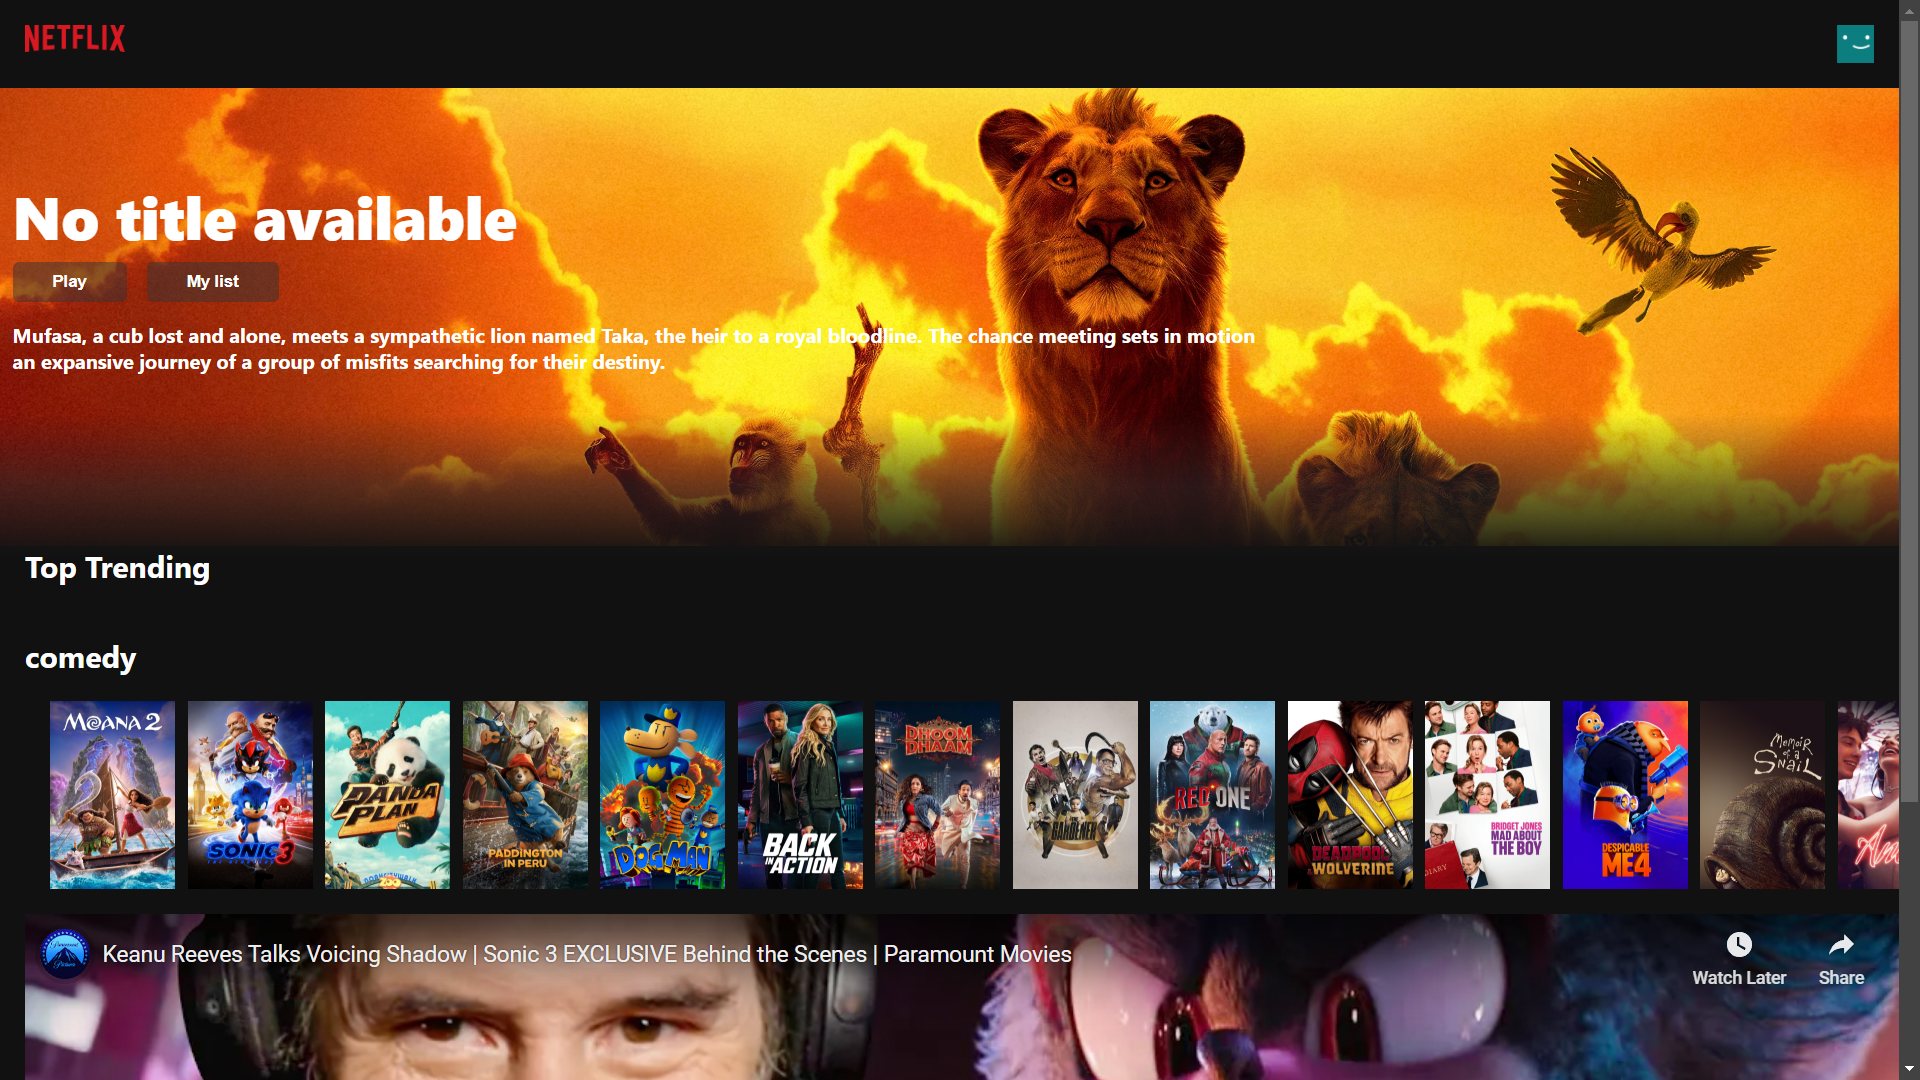 NETFLIX
No title available
Play
My list
Mufasa, a cub lost and alone, meets a sympathetic lion named Taka, the heir to a royal bloodline. The chance meeting sets in motion
an expansive journey of a group of misfits searching for their destiny.
Top Trending
comedy
MOANA 2
SONIC 3
PANDA
PLAN
PADDINGTON
IN PERU
DOG MAN
BACK
IN ACTION
DHOOM
DHAAM
RED ONE
DEADPOOL
WOLVERINE
BRIDGET JONES
MAD ABOUT
THE BOY
DIARY
DESPICABLE
ME4
Memoir
of a
SNAIL
Keanu Reeves Talks Voicing Shadow | Sonic 3 EXCLUSIVE Behind the Scenes | Paramount Movies
Watch Later
Share